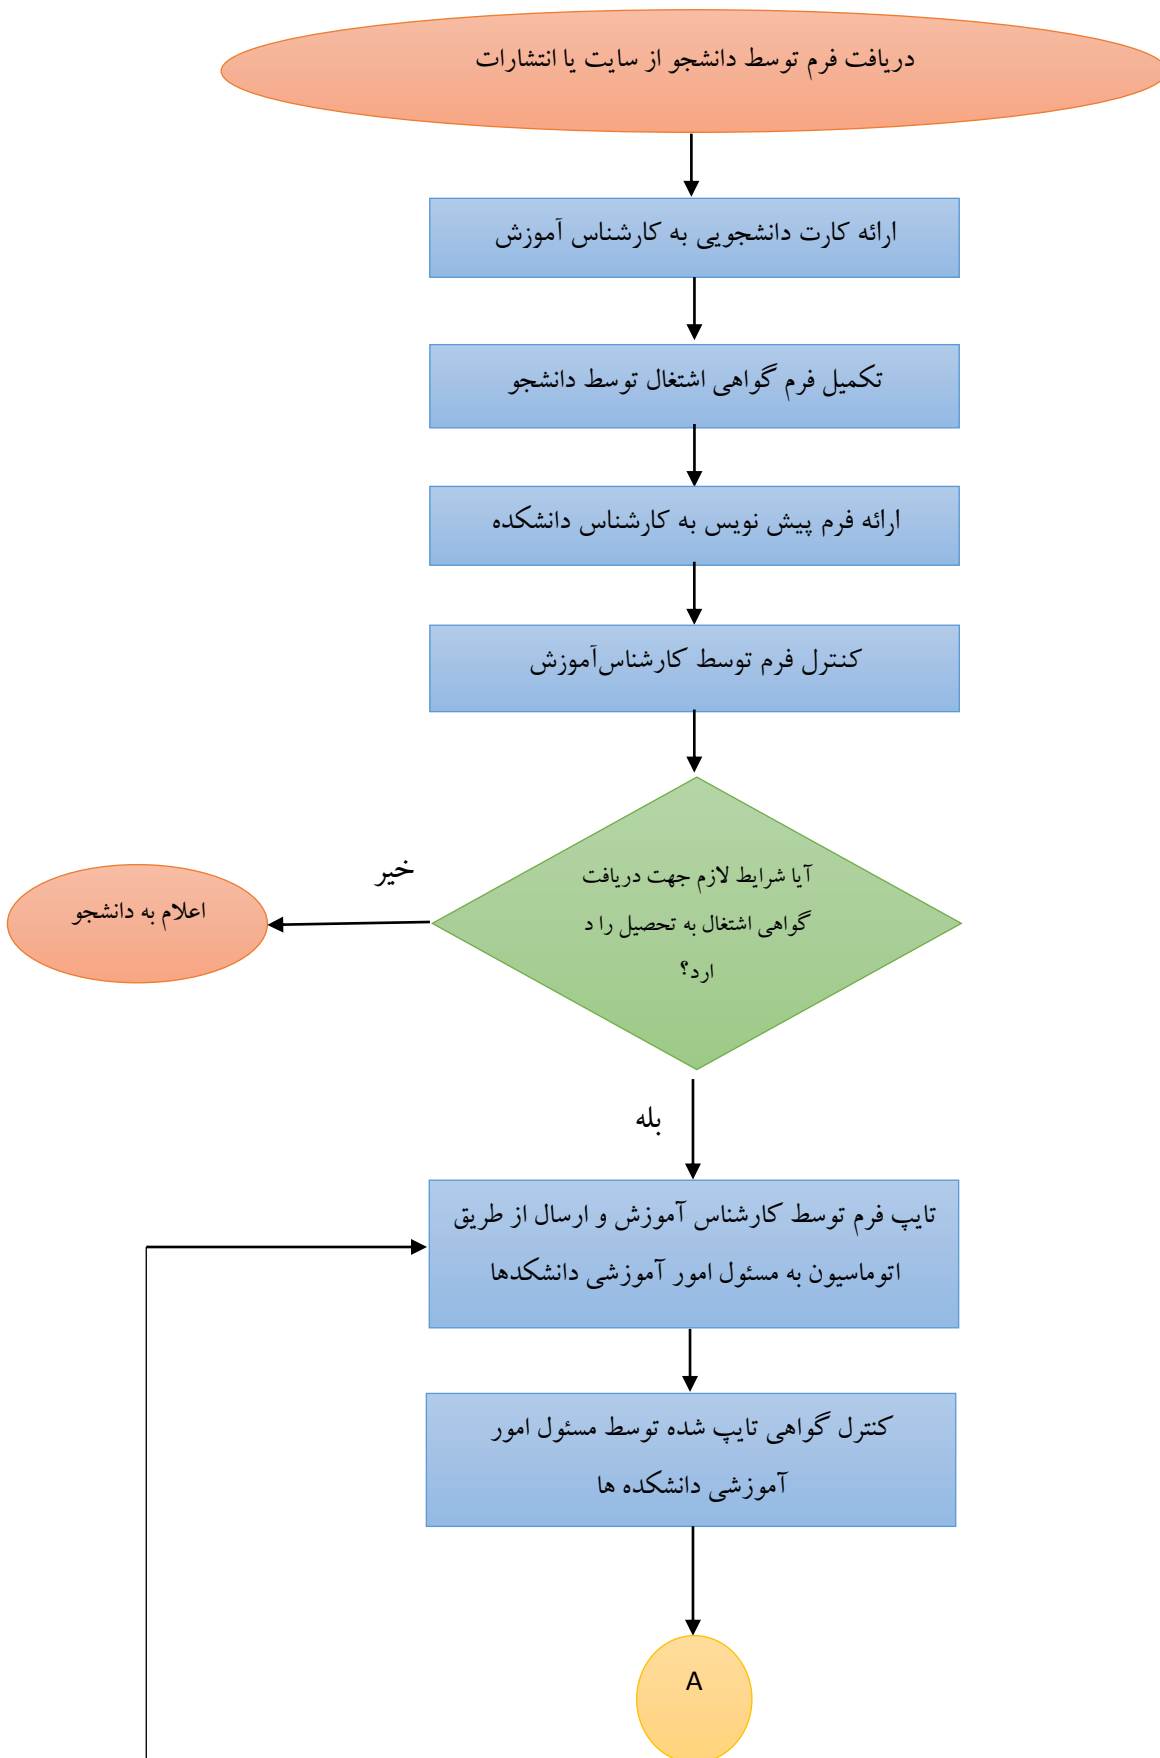 دریافت فرم توسط دانشجو از سایت یا انتشارات
ارائه کارت دانشجویی به کارشناس آموزش
تکمیل فرم گواهی اشتغال توسط دانشجو
ارائه فرم پیش نویس به کارشناس دانشکده
کنترل فرم توسط کارشناس‌آموزش
آیا شرایط لازم جهت دریافت
گواهی اشتغال به تحصیل را د
ارد؟
خیر
اعلام به دانشجو
بله
تایپ فرم توسط کارشناس آموزش و ارسال از طریق
اتوماسیون به مسئول امور آموزشی دانشکدها
کنترل گواهی تایپ شده توسط مسئول امور
آموزشی دانشکده ها
A